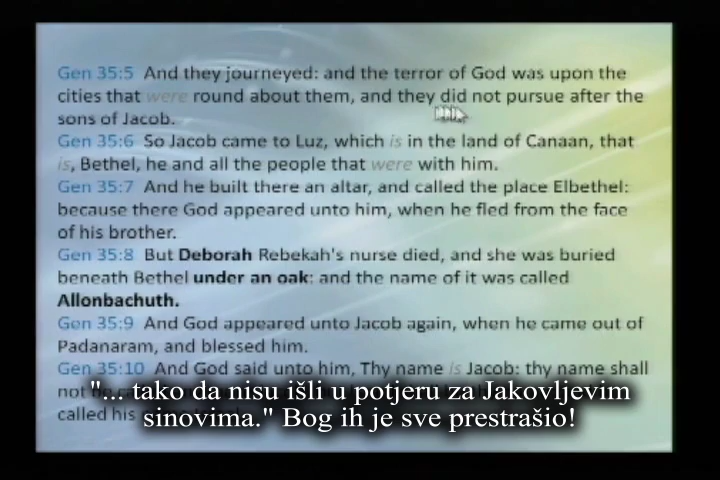 Gen 35:5 And they journeyed: and the terror of God was upon the
cities that were round about them, and they did not pursue after the
sons of Jacob.
Gen 35:6 So Jacob came to Luz, which is in the land of Canaan, that
is, Bethel, he and all the people that were with him.
Gen 35:7 And he built there an altar, and called the place Elbethel:
because there God appeared unto him, when he fled from the face
of his brother.
Gen 35:8 But Deborah Rebekah's nurse died, and she was buried
beneath Bethel under an oak: and the name of it was called
Allonbachuth.
Gen 35:9 And God appeared unto Jacob again, when he came out of
Padanaram, and blessed him.
Gen 35:10 And God said unto him, Thy name is Jacob: thy name shall
not
called his
"... tako da nisu išli u potjeru za Jakovljevim
sinovima." Bog ih je sve prestrašio!